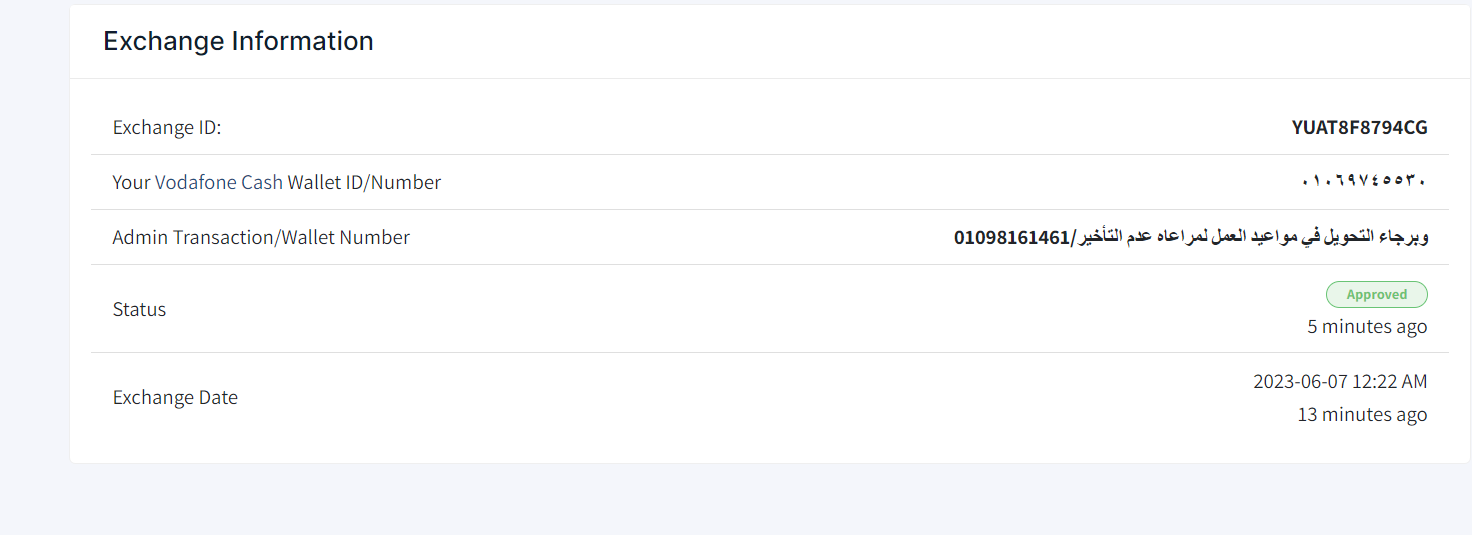 Exchange Information
Exchange ID: YUAT8F8794CG
Your Vodafone Cash Wallet ID/Number ٠١٠٦٩٧٤٥٥٣٠
Admin Transaction/Wallet Number وبرجاء التحويل في مواعيد العمل لمراعاه عدم التأخير/01098161461
Status Approved
5 minutes ago
Exchange Date 2023-06-07 12:22 AM
13 minutes ago